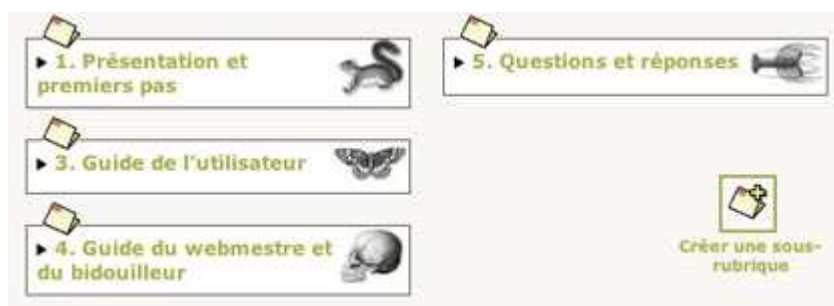 1. Présentation et
premiers pas
3. Guide de l'utilisateur
4. Guide du webmestre et
du bidouilleur
5. Questions et réponses
Créer une sous-
rubrique